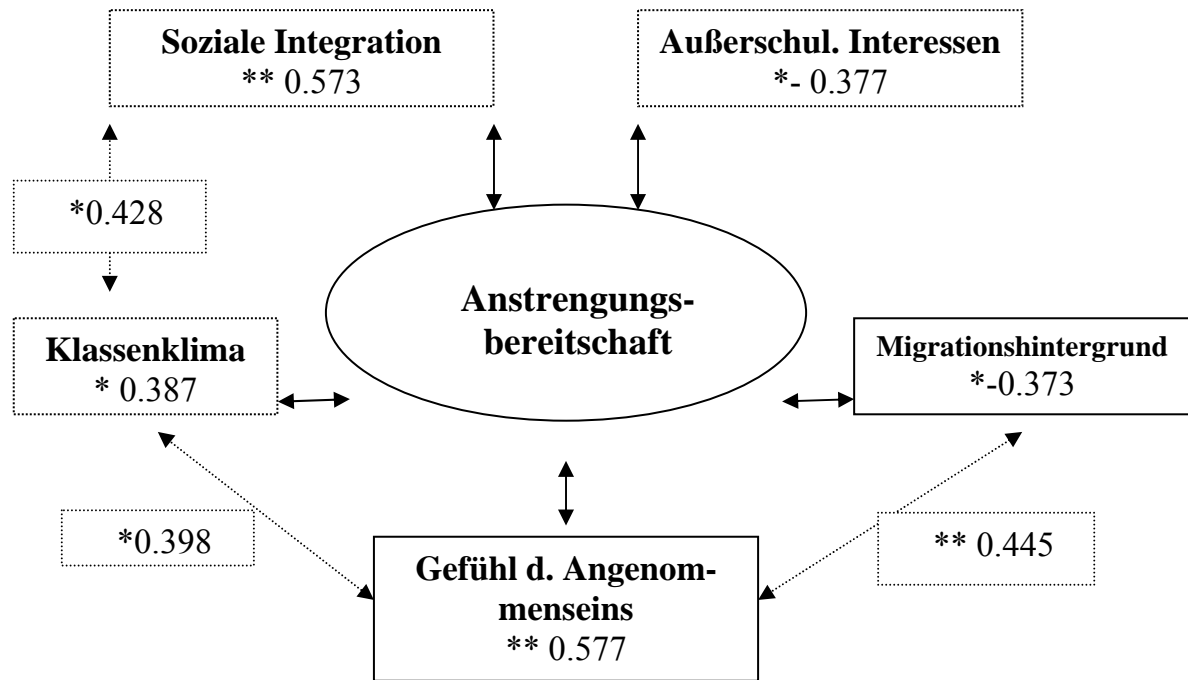 Soziale Integration
** 0.573
Außerschul. Interessen
*- 0.377
*0.428
Anstrengungs-
bereitschaft
Klassenklima
* 0.387
Migrationshintergrund
*-0.373
*0.398
** 0.445
Gefühl d. Angenom-
menseins
** 0.577